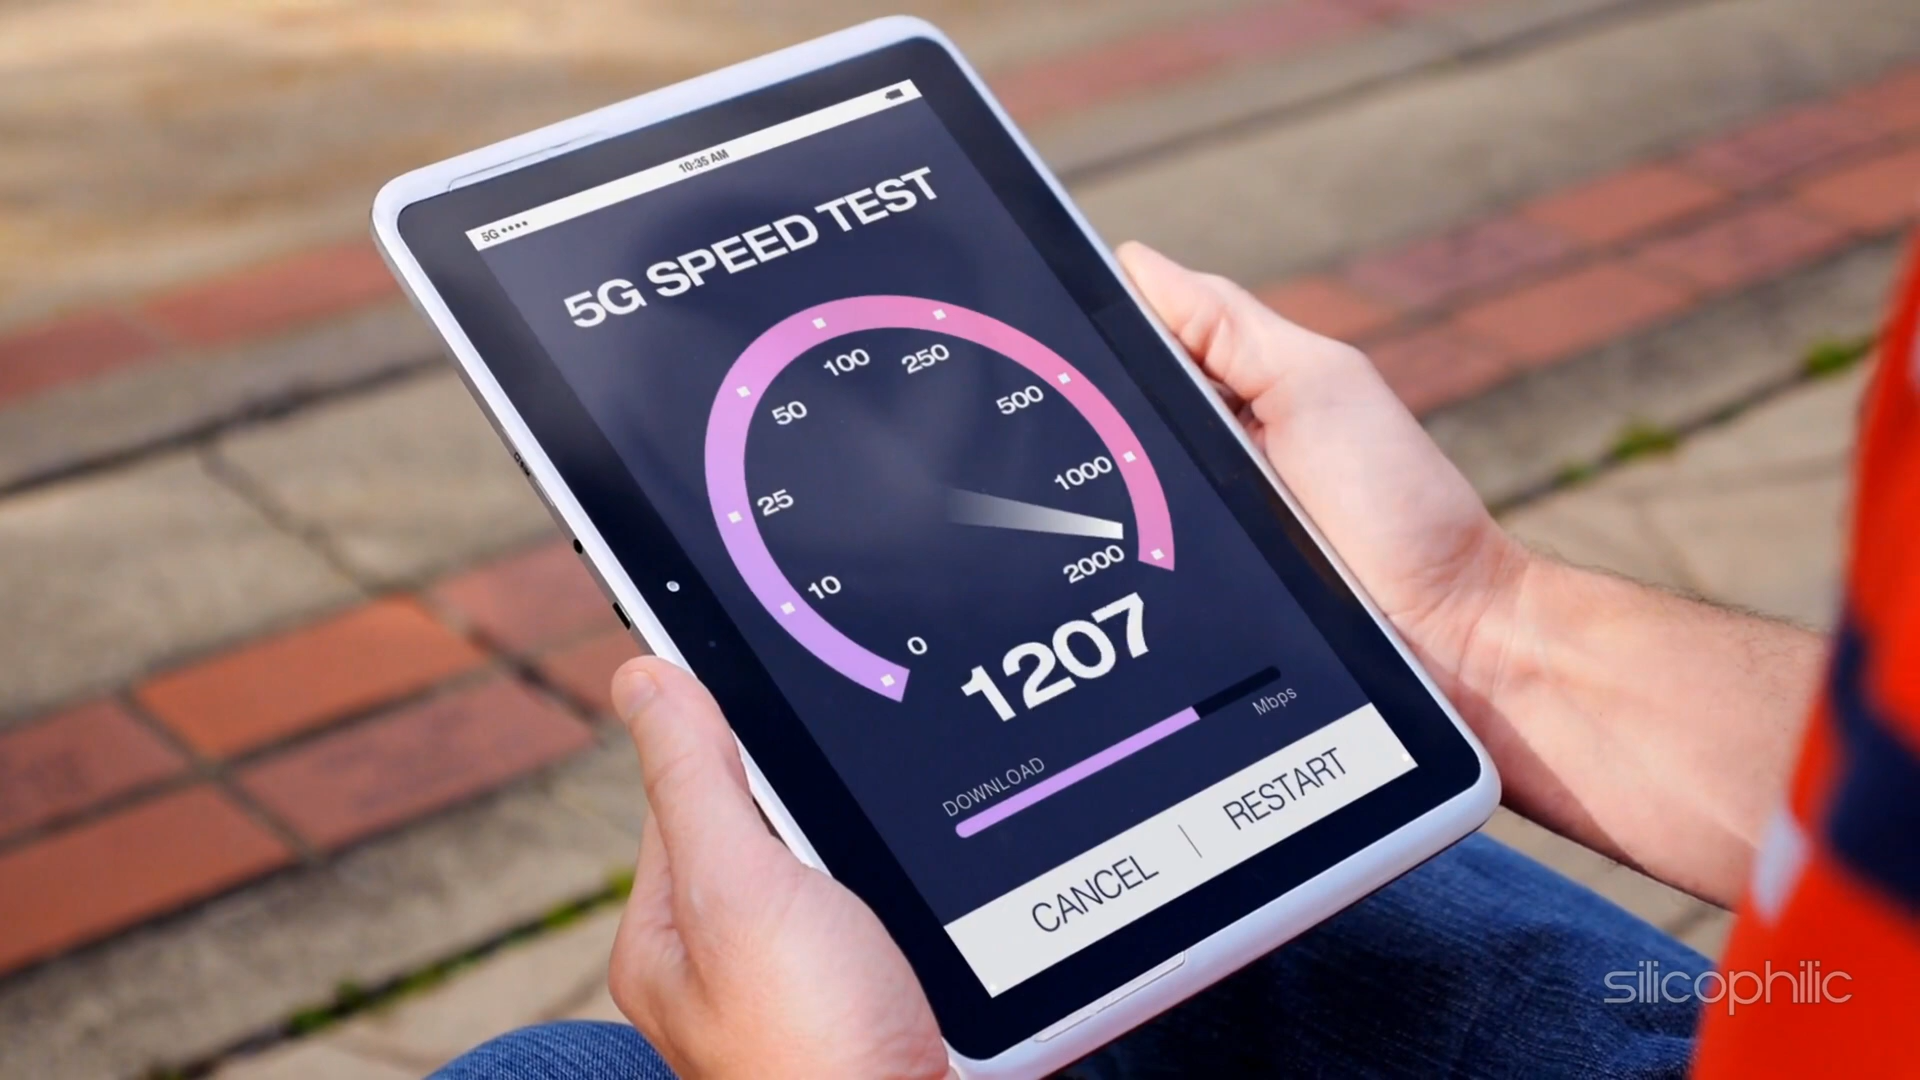 5G
10:35 AM
5G SPEED TEST
0
10
25
50
100
250
500
1000
2000
1207
Mbps
DOWNLOAD
CANCEL | RESTART
silicophilic